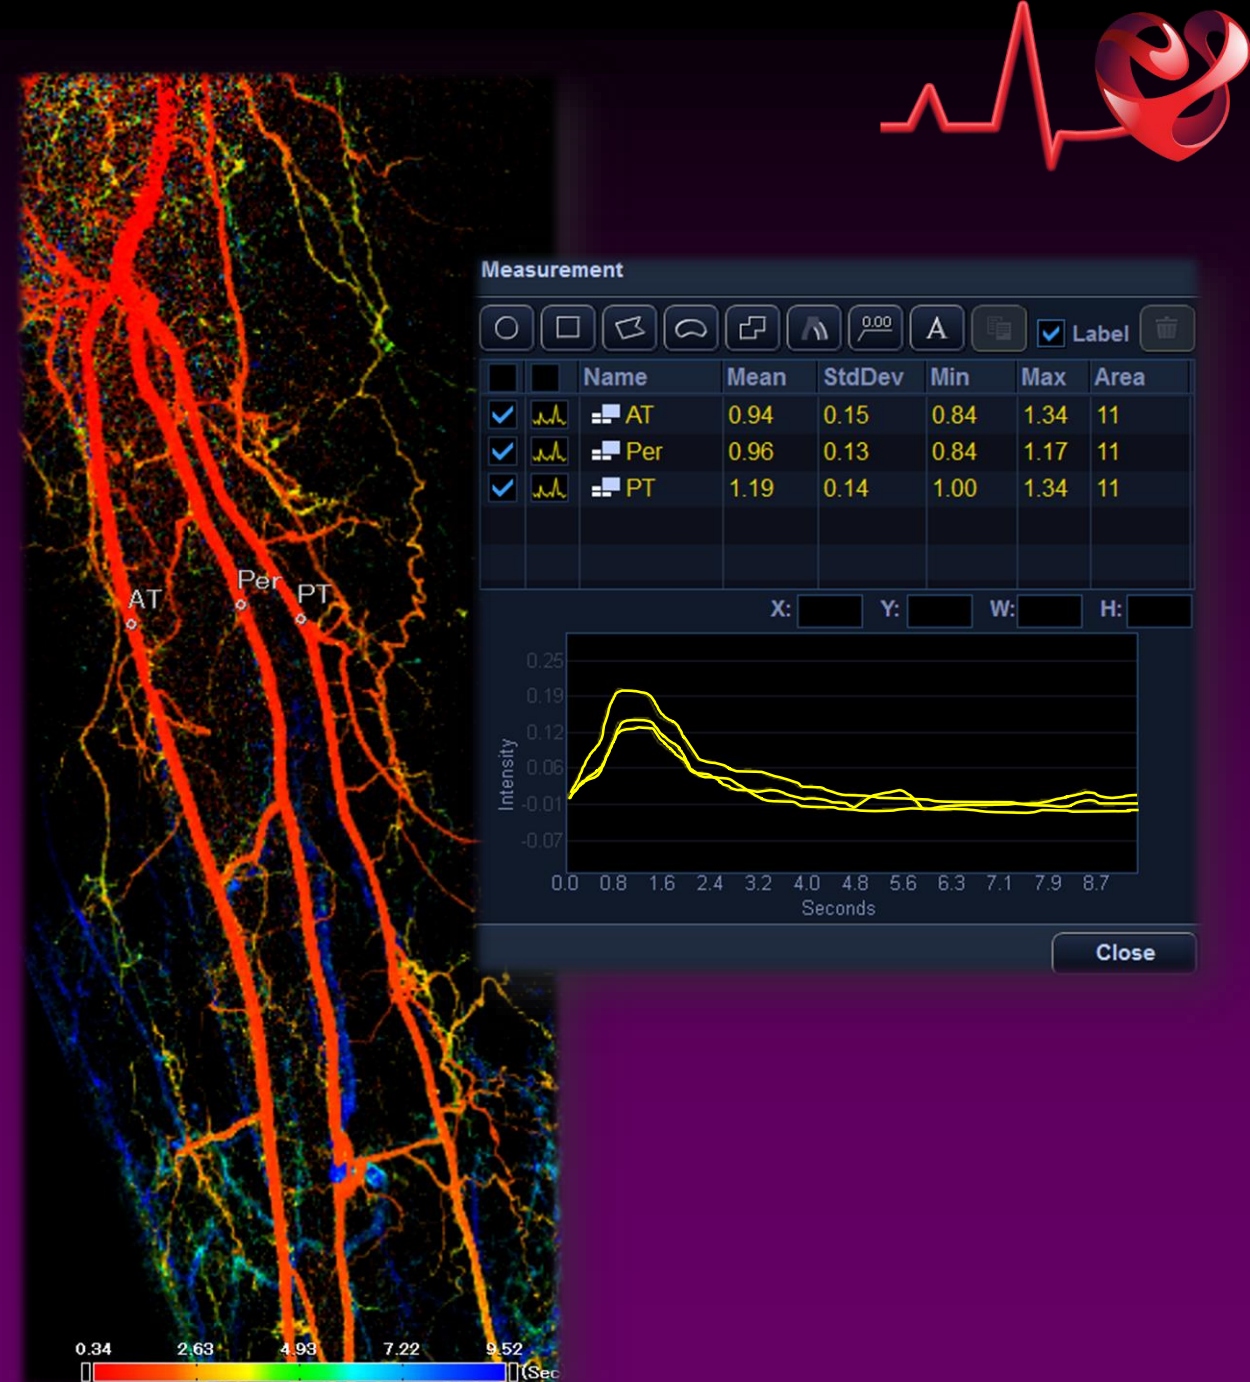 Measurement
0.00 A Label
Name Mean StdDev Min Max Area
AT 0.94 0.15 0.84 1.34 11
Per 0.96 0.13 0.84 1.17 11
PT 1.19 0.14 1.00 1.34 11
X: Y: W: H:
AT Per PT
0.25
0.19
0.12
0.06
-0.01
-0.07
Intensity
0.0 0.8 1.6 2.4 3.2 4.0 4.8 5.6 6.3 7.1 7.9 8.7
Seconds
Close
0.34 2.63 4.93 7.22 9.52
(Sec